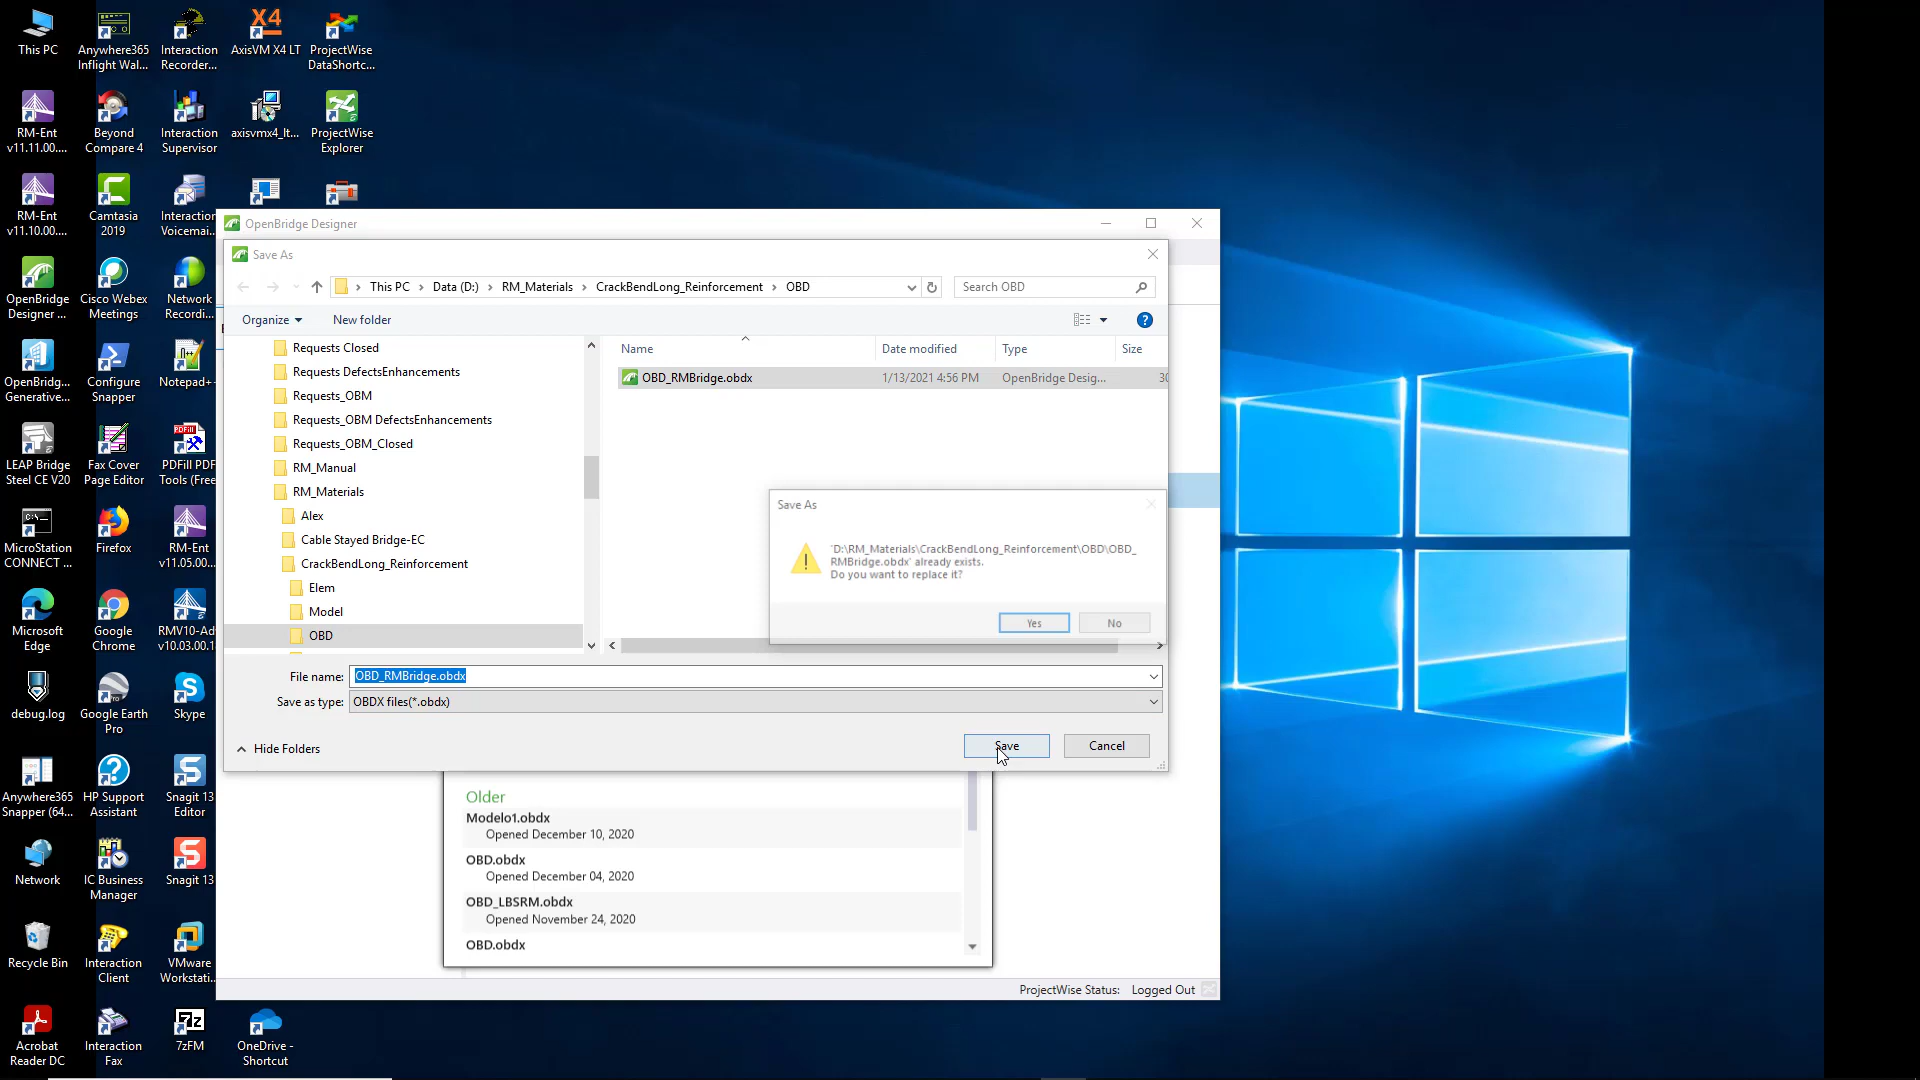 This PC
Anywhere365
Inflight Wal...
Interaction
Recorder...
AxisVM X4 LT
ProjectWise
DataShortc...
RM-Ent
v11.11.00....
Beyond
Compare 4
Interaction
Supervisor
axisvmx4_lt...
ProjectWise
Explorer
RM-Ent
v11.10.00....
Camtasia
2019
Interaction
Voicemai..
OpenBridge
Designer ...
Cisco Webex
Meetings
Network
Recordi...
OpenBridg...
Generative...
Configure
Snapper
Notepad+-
LEAP Bridge
Steel CE V20
Fax Cover
Page Editor
PDFill PDF
Tools (Free
MicroStation
CONNECT ...
Firefox
RM-Ent
v11.05.00...
Microsoft
Edge
Google
Chrome
RMV10-Ad
v10.03.00.1
debug.log
Google Earth
Pro
Skype
Anywhere365
Snapper (64...
HP Support
Assistant
Snagit 13
Editor
Network
IC Business
Manager
Snagit 13
Recycle Bin
Interaction
Client
VMware
Workstati..
Acrobat
Reader DC
Interaction
Fax
7zFM
OneDrive -
Shortcut
OpenBridge Designer
Save As
This PC > Data (D:) > RM_Materials > CrackBendLong_Reinforcement > OBD
Search OBD
Organize
New folder
Requests Closed
Requests DefectsEnhancements
Requests_OBM
Requests_OBM DefectsEnhancements
Requests_OBM_Closed
RM_Manual
RM_Materials
Alex
Cable Stayed Bridge-EC
CrackBendLong_Reinforcement
Elem
Model
OBD
Name Date modified Type Size
OBD_RMBridge.obdx 1/13/2021 4:56 PM OpenBridge Desig... 30
Save As
'D:\RM_Materials\CrackBendLong_Reinforcement\OBD\OBD_
RMBridge.obdx' already exists.
Do you want to replace it?
Yes No
File name: OBD_RMBridge.obdx
Save as type: OBDX files(*.obdx)
Hide Folders
Save Cancel
Older
Modelo1.obdx
Opened December 10, 2020
OBD.obdx
Opened December 04, 2020
OBD_LBSRM.obdx
Opened November 24, 2020
OBD.obdx
ProjectWise Status: Logged Out